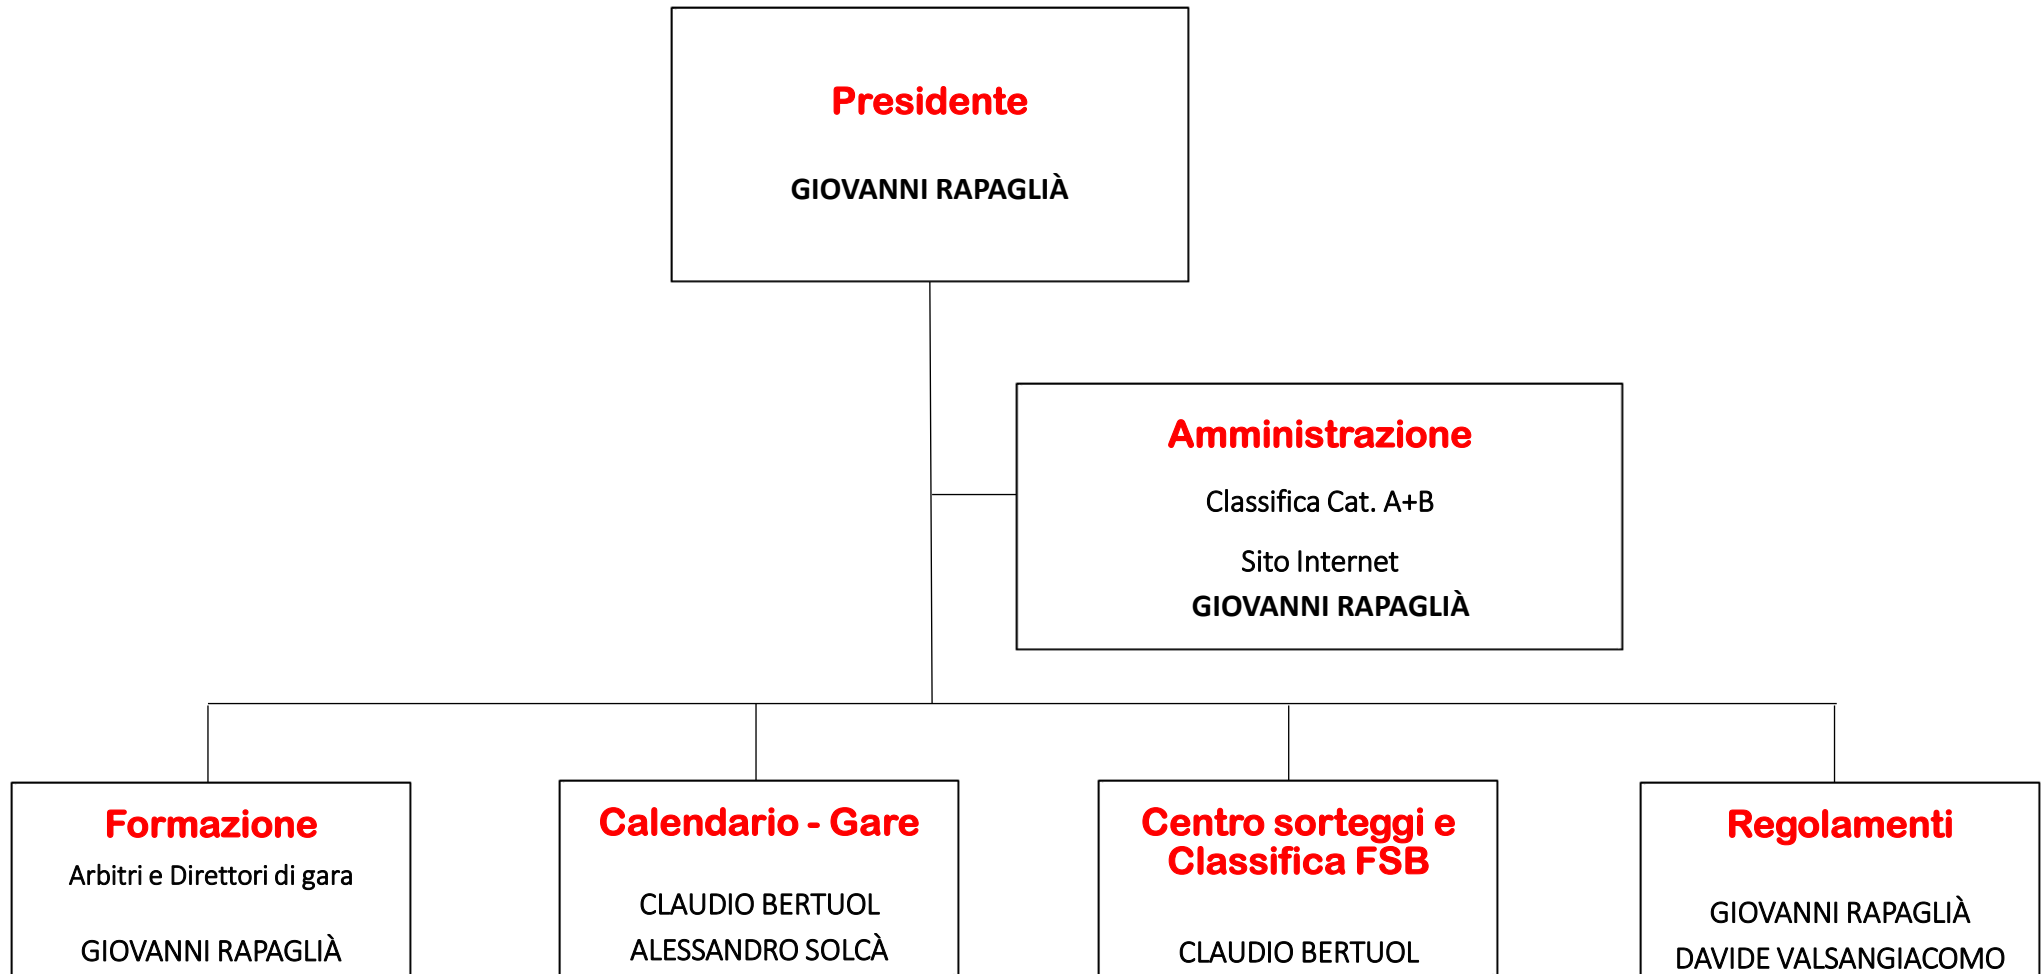 Presidente
GIOVANNI RAPAGLIÀ
Amministrazione
Classifica Cat. A+B
Sito Internet
GIOVANNI RAPAGLIÀ
Formazione
Arbitri e Direttori di gara
GIOVANNI RAPAGLIÀ
Calendario - Gare
CLAUDIO BERTUOL
ALESSANDRO SOLCÀ
Centro sorteggi e
Classifica FSB
CLAUDIO BERTUOL
Regolamenti
GIOVANNI RAPAGLIÀ
DAVIDE VALSANGIACOMO